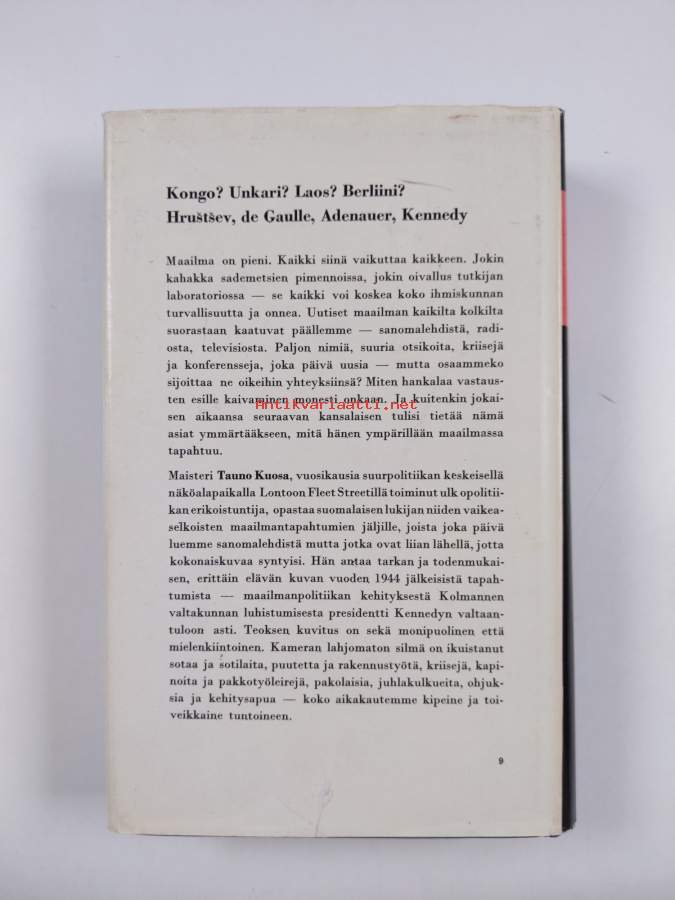 Kongo? Unkari? Laos? Berliini?
Hruštšev, de Gaulle, Adenauer, Kennedy
Maailma on pieni. Kaikki siinä vaikuttaa kaikkeen. Jokin
kahakka sademetsien pimennoissa, jokin oivallus tutkijan
laboratoriossa — se kaikki voi koskea koko ihmiskunnan
turvallisuutta ja onnea. Uutiset maailman kaikilta kolkilta
suorastaan kaatuvat päällemme — sanomalehdistä, radi-
osta, televisiosta. Paljon nimiä, suuria otsikoita, kriisejä
ja konferensseja, joka päivä uusia — mutta osaammeko
sijoittaa ne oikeihin yhteyksiinsä? Miten hankalaa vastaus-
ten esille kaivaminen monesti onkaan. Ja kuitenkin jokai-
Antikvariaatti.net
sen aikaansa seuraavan kansalaisen tulisi tietää nämä
asiat ymmärtääkseen, mitä hänen ympärillään maailmassa
tapahtuu.
Maisteri Tauno Kuosa, vuosikausia suurpolitiikan keskeisellä
näköalapaikalla Lontoon Fleet Streetillä toiminut ulk opolitii-
kan erikoistuntija, opastaa suomalaisen lukijan niiden vaikea-
selkoisten maailmantapahtumien jäljille, joista joka päivä
luemme sanomalehdistä mutta jotka ovat liian lähellä, jotta
kokonaiskuvaa syntyisi. Hän antaa tarkan ja todenmukai-
sen, erittäin elävän kuvan vuoden 1944 jälkeisistä tapah-
tumista — maailmanpolitiikan kehityksestä Kolmannen
valtakunnan luhistumisesta presidentti Kennedyn valtaan-
tuloon asti. Teoksen kuvitus on sekä monipuolinen että
mielenkiintoinen. Kameran lahjomaton silmä on ikuistanut
sotaa ja sotilaita, puutetta ja rakennustyötä, kriisejä, kapi-
noita ja pakkotyöleirejä, pakolaisia, juhlakulkueita, ohjuk-
sia ja kehitysapua — koko aikakautemme kipeine ja toi-
veikkaine tuntoineen.
9